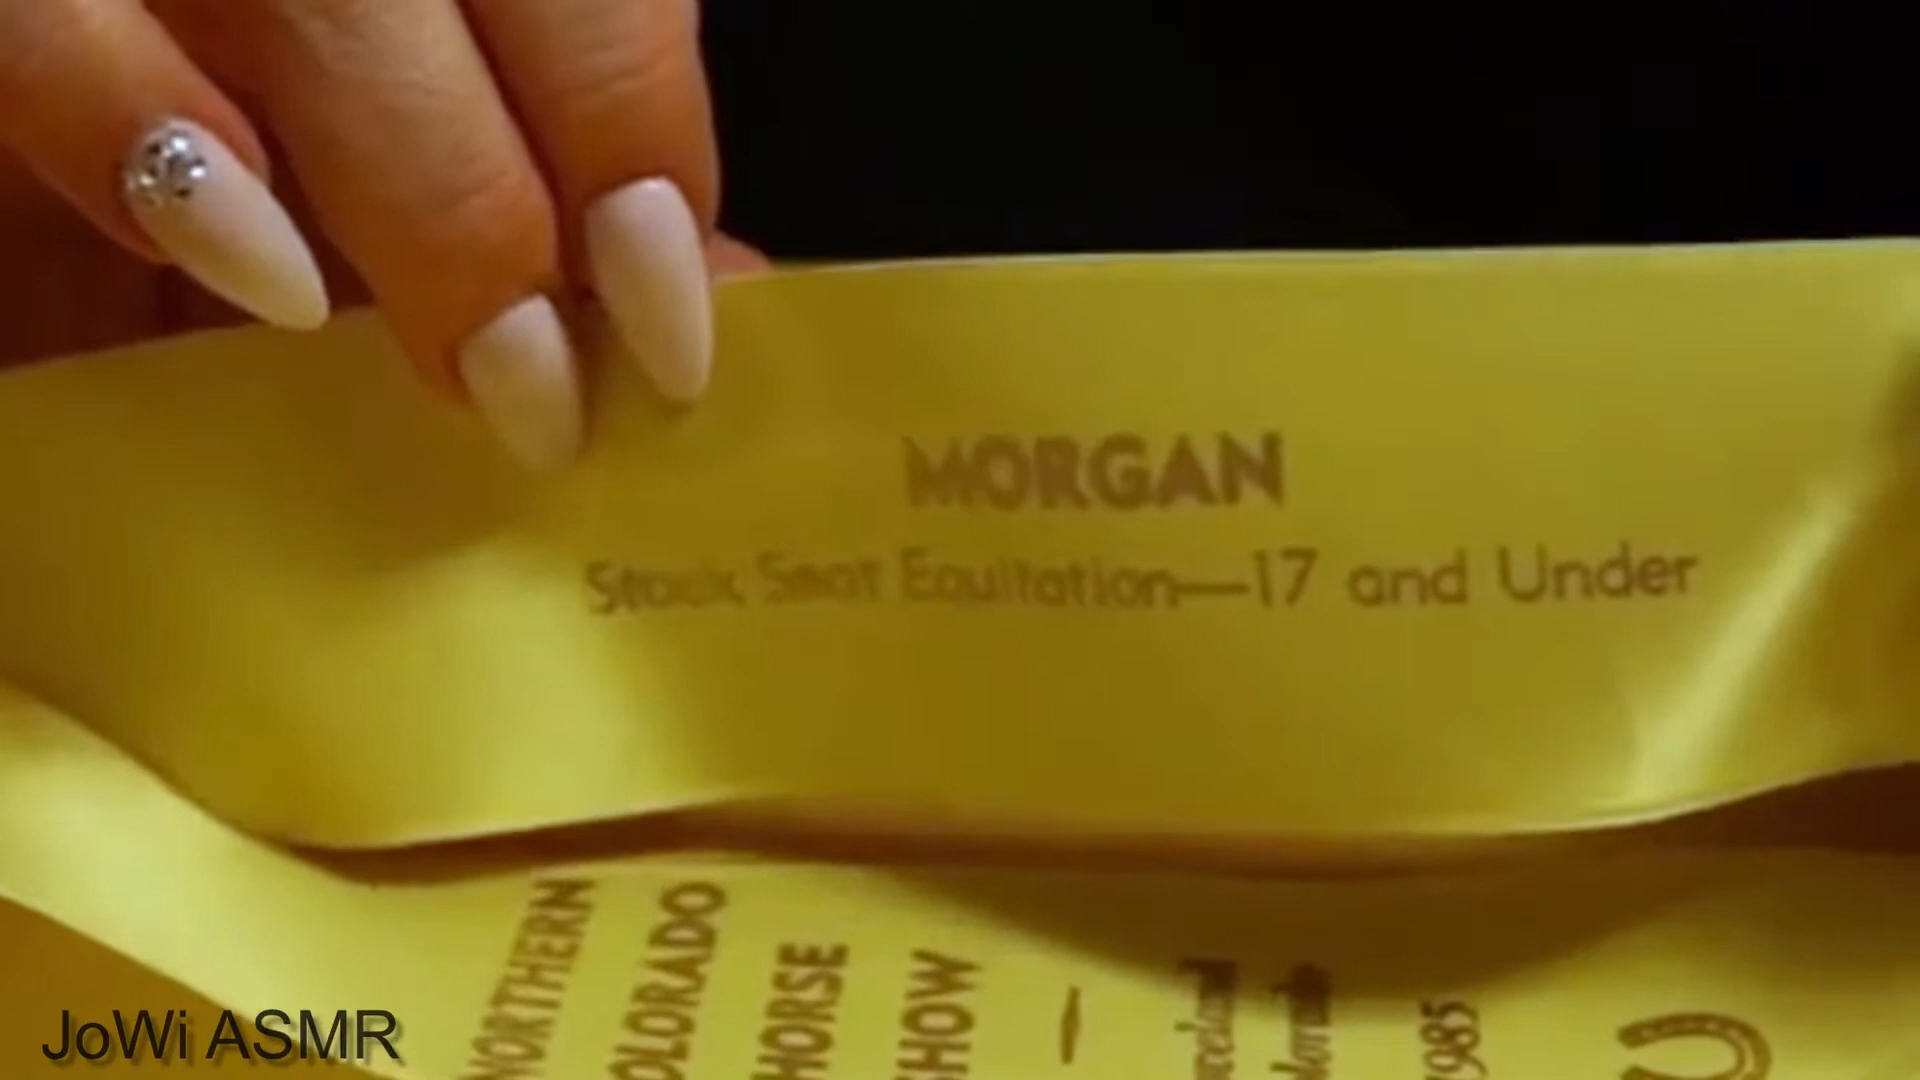 MORGAN
Stock Seat Equitation—17 and Under
NORTHERN
COLORADO
HORSE
SHOW
—
1985
JoWi ASMR